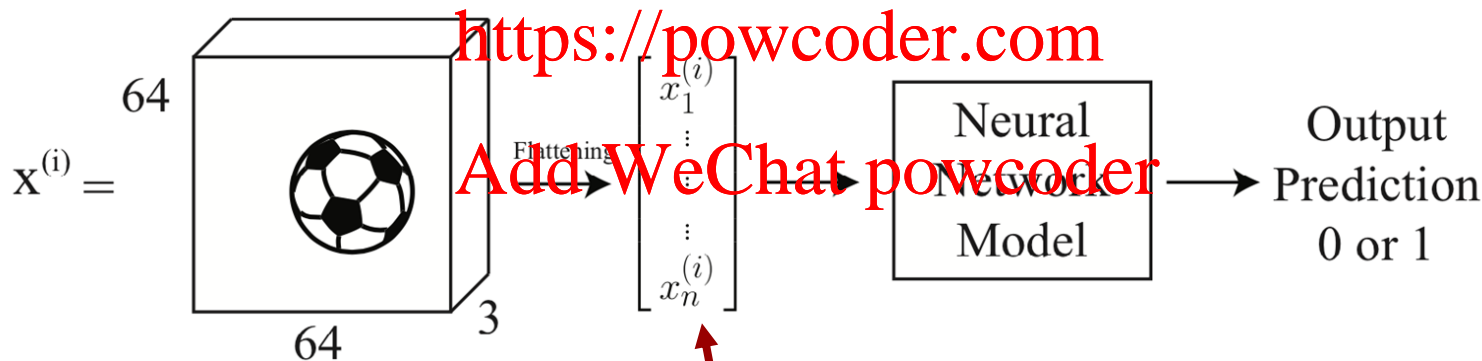 https://powcoder.com
64
x^(i) =
64
3
Flattening
x_1^(i)
⋮
⋮
⋮
x_n^(i)
Add WeChat powcoder
Neural
Network
Model
Output
Prediction
0 or 1